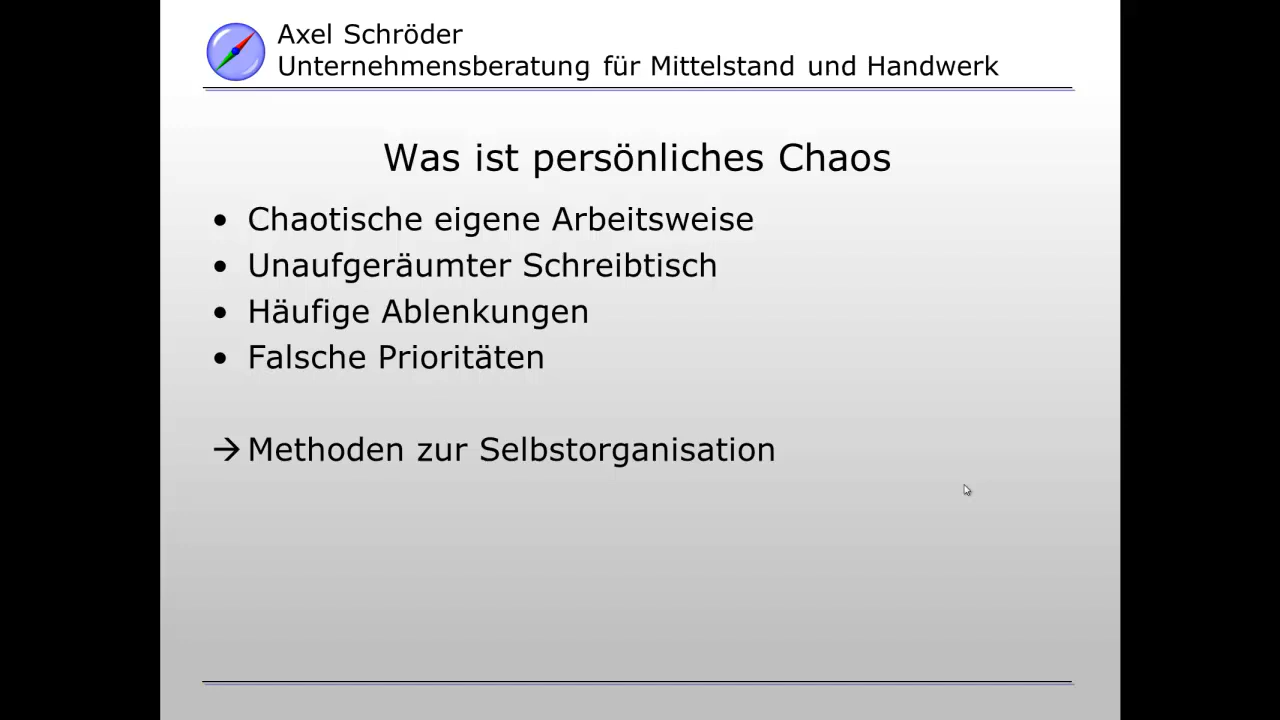 Axel Schröder
Unternehmensberatung für Mittelstand und Handwerk
Was ist persönliches Chaos
• Chaotische eigene Arbeitsweise
• Unaufgeräumter Schreibtisch
• Häufige Ablenkungen
• Falsche Prioritäten
→ Methoden zur Selbstorganisation